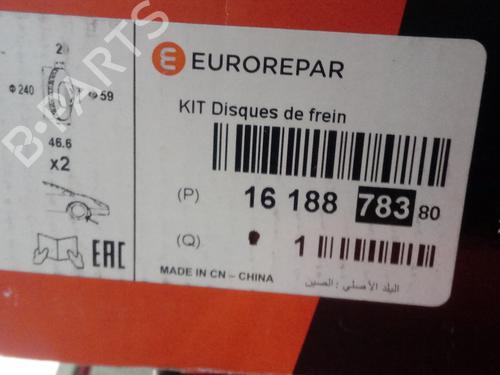 EUROREPAR
KIT Disques de frein
(P) 16 188 783 80
(Q) 1
MADE IN CN – CHINA
البلد الأصلي : الصين
Φ 240
Φ 59
46.6
x2
EAC
B-PARTS